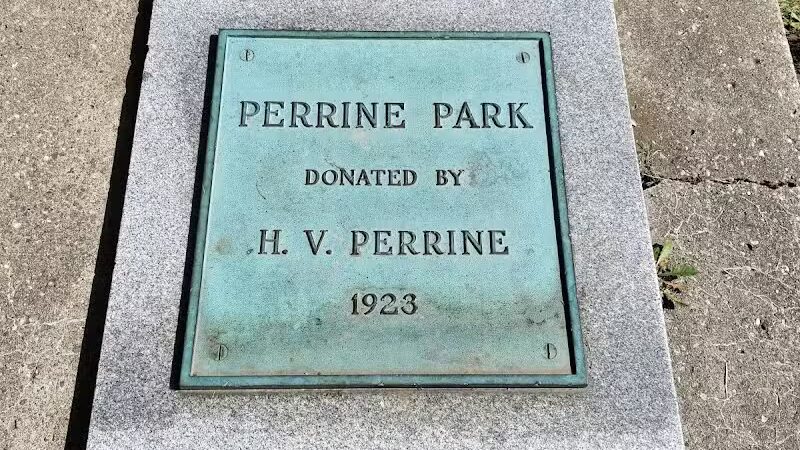 PERRINE PARK
DONATED BY
H. V. PERRINE
1923